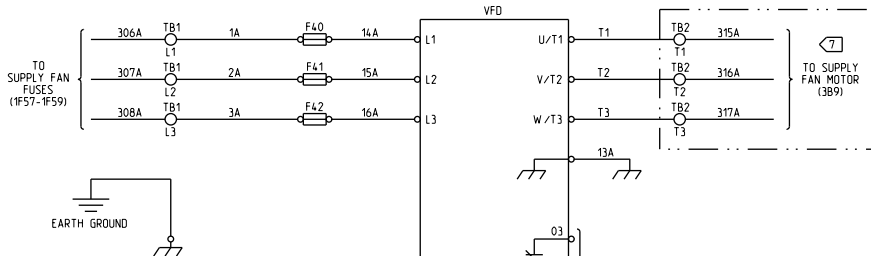 VFD
306A TB1 1A F40 14A L1 U/T1 T1 TB2 315A
L1 T1
TO
SUPPLY FAN
FUSES
(1F57-1F59)
307A TB1 2A F41 15A L2 V/T2 T2 TB2 316A
L2 T2
7
TO SUPPLY
FAN MOTOR
(3B9)
308A TB1 3A F42 16A L3 W/T3 T3 TB2 317A
L3 T3
13A
EARTH GROUND
03